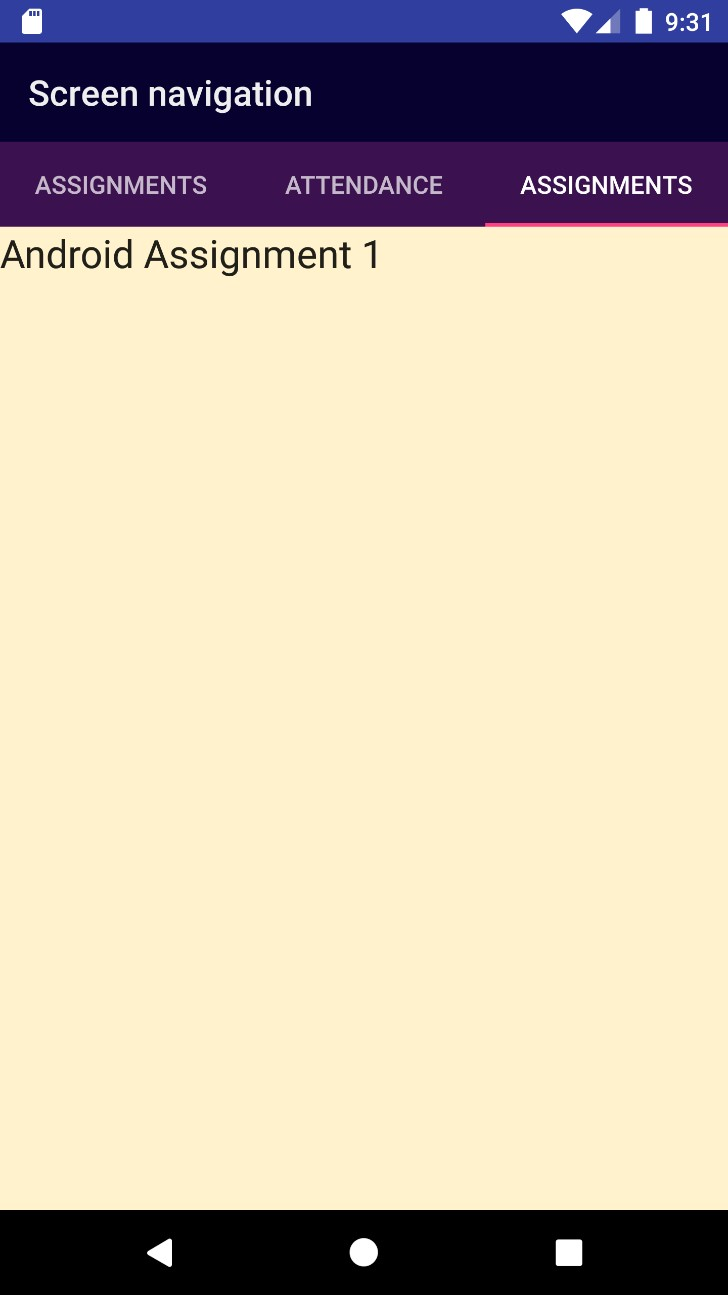 9:31
Screen navigation
ASSIGNMENTS ATTENDANCE ASSIGNMENTS
Android Assignment 1